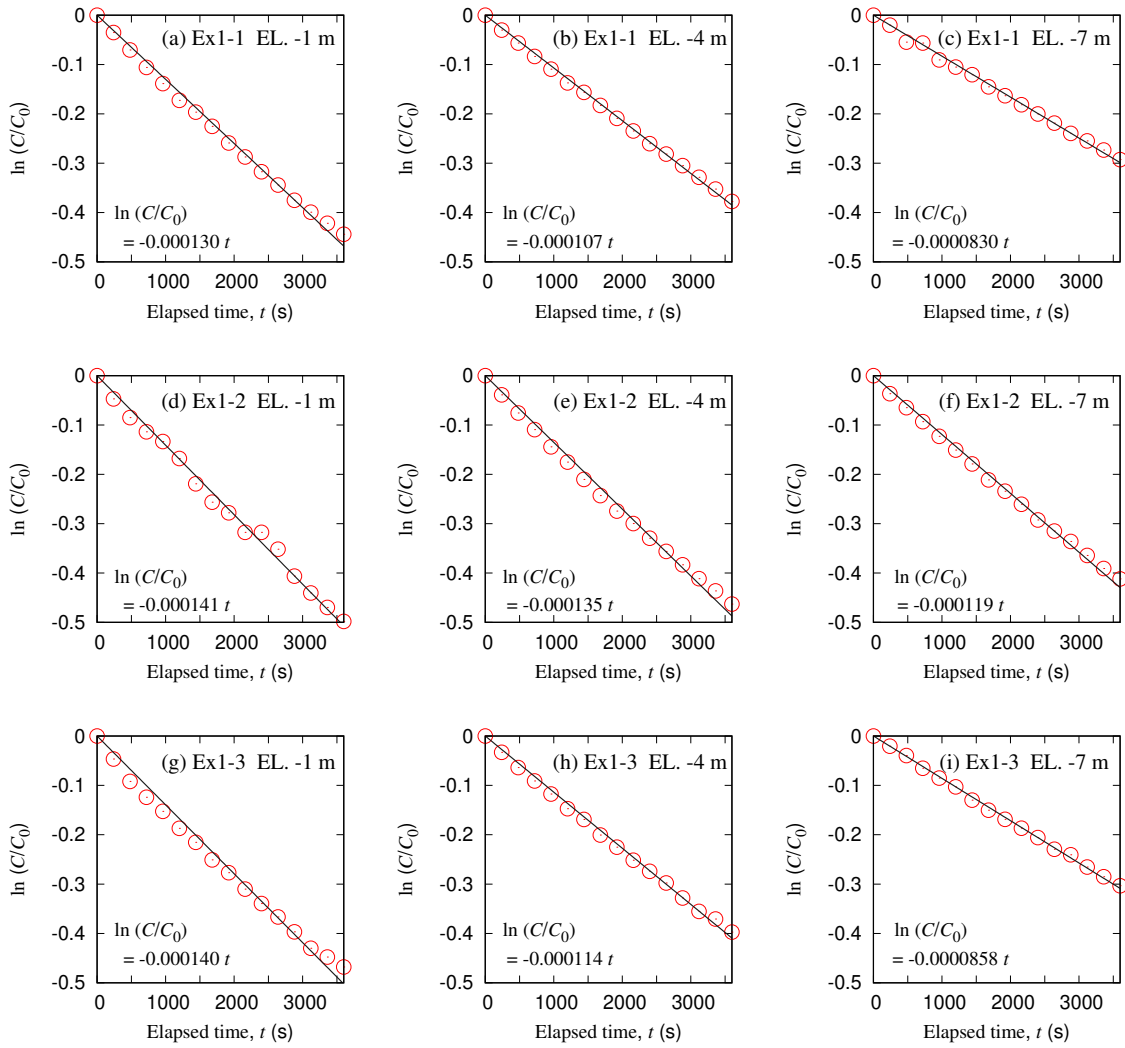 (a) Ex1-1 EL. -1 m
0
-0.1
-0.2
-0.3
-0.4
-0.5
ln (C/C0)
ln (C/C0)
= -0.000130 t
0 1000 2000 3000
Elapsed time, t (s)
(b) Ex1-1 EL. -4 m
0
-0.1
-0.2
-0.3
-0.4
-0.5
ln (C/C0)
ln (C/C0)
= -0.000107 t
0 1000 2000 3000
Elapsed time, t (s)
(c) Ex1-1 EL. -7 m
0
-0.1
-0.2
-0.3
-0.4
-0.5
ln (C/C0)
ln (C/C0)
= -0.0000830 t
0 1000 2000 3000
Elapsed time, t (s)
(d) Ex1-2 EL. -1 m
0
-0.1
-0.2
-0.3
-0.4
-0.5
ln (C/C0)
ln (C/C0)
= -0.000141 t
0 1000 2000 3000
Elapsed time, t (s)
(e) Ex1-2 EL. -4 m
0
-0.1
-0.2
-0.3
-0.4
-0.5
ln (C/C0)
ln (C/C0)
= -0.000135 t
0 1000 2000 3000
Elapsed time, t (s)
(f) Ex1-2 EL. -7 m
0
-0.1
-0.2
-0.3
-0.4
-0.5
ln (C/C0)
ln (C/C0)
= -0.000119 t
0 1000 2000 3000
Elapsed time, t (s)
(g) Ex1-3 EL. -1 m
0
-0.1
-0.2
-0.3
-0.4
-0.5
ln (C/C0)
ln (C/C0)
= -0.000140 t
0 1000 2000 3000
Elapsed time, t (s)
(h) Ex1-3 EL. -4 m
0
-0.1
-0.2
-0.3
-0.4
-0.5
ln (C/C0)
ln (C/C0)
= -0.000114 t
0 1000 2000 3000
Elapsed time, t (s)
(i) Ex1-3 EL. -7 m
0
-0.1
-0.2
-0.3
-0.4
-0.5
ln (C/C0)
ln (C/C0)
= -0.0000858 t
0 1000 2000 3000
Elapsed time, t (s)